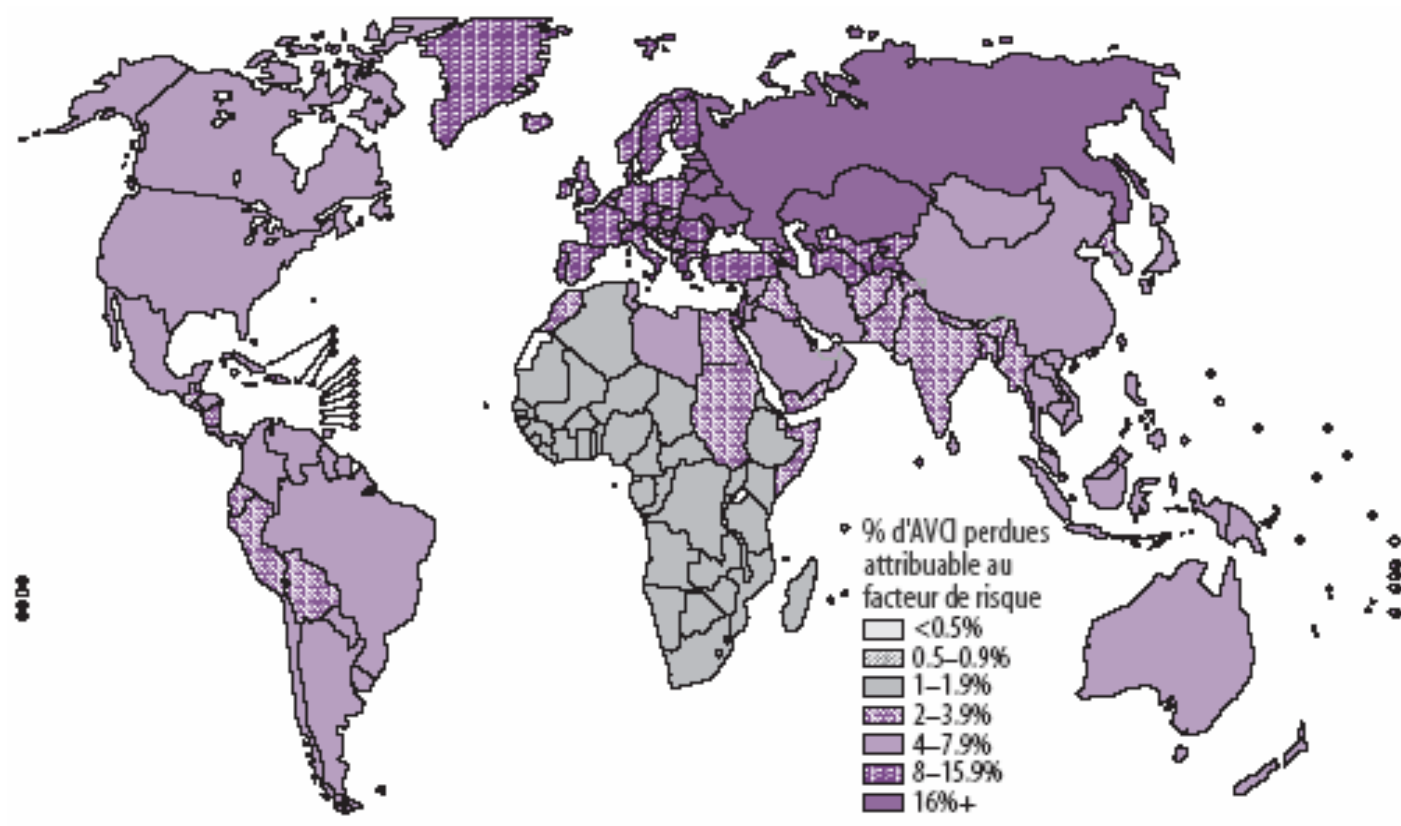 % d'AVCI perdues
attribuable au
facteur de risque
<0.5%
0.5–0.9%
1–1.9%
2–3.9%
4–7.9%
8–15.9%
16%+